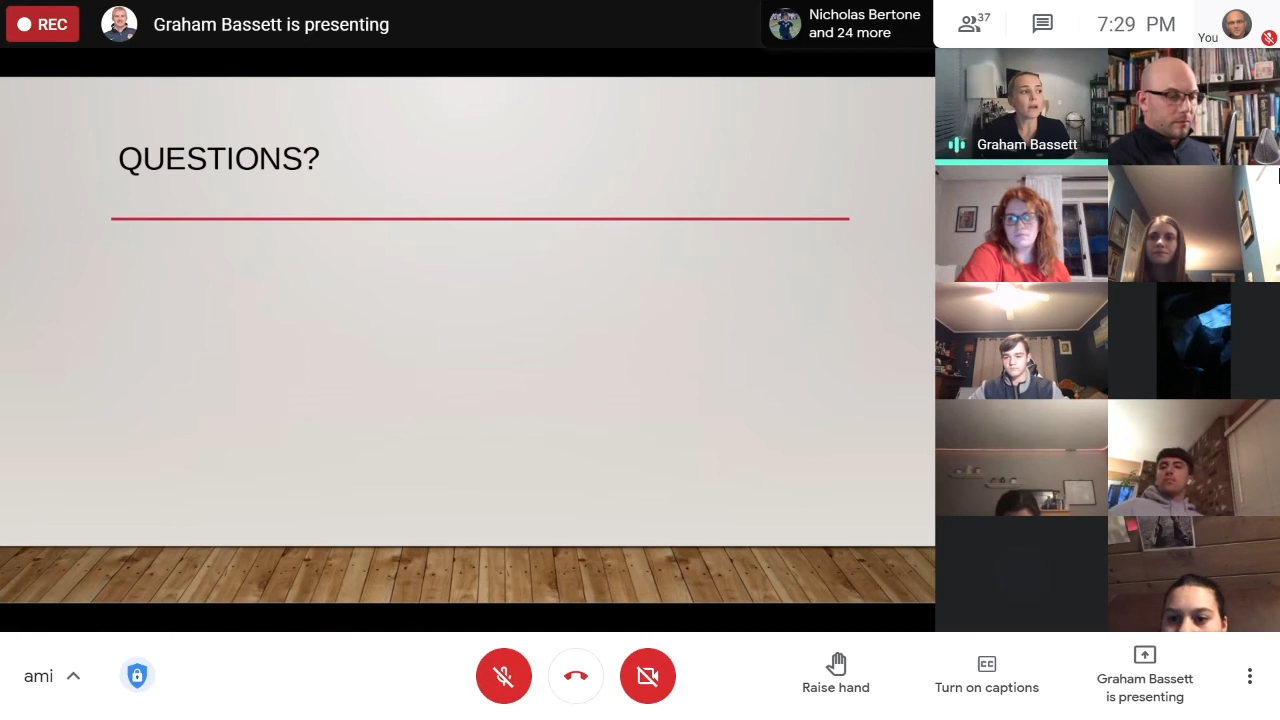 REC
Graham Bassett is presenting
Nicholas Bertone
and 24 more
37
7:29 PM
You
QUESTIONS?
Graham Bassett
ami
Raise hand
Turn on captions
Graham Bassett
is presenting